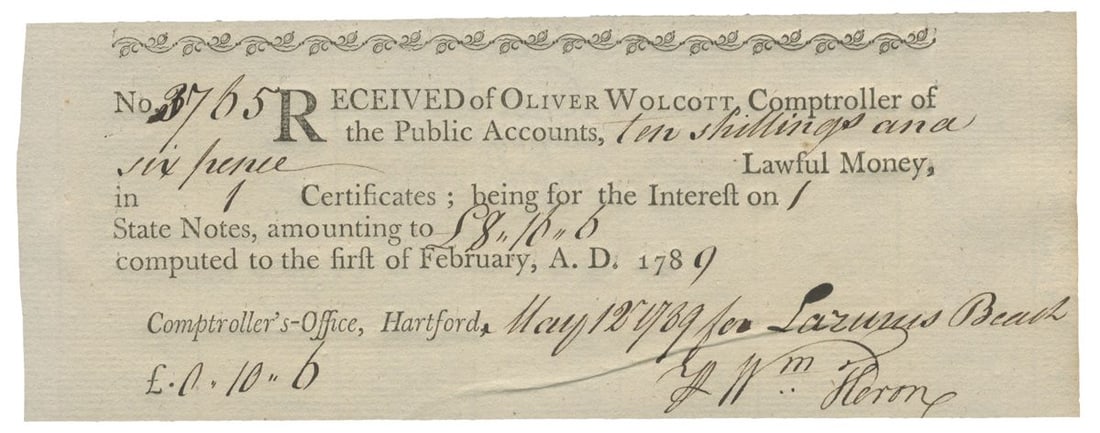 No. 3765 RECEIVED of OLIVER WOLCOTT, Comptroller of
the Public Accounts, ten shillings and
six pence Lawful Money,
in 1 Certificates; being for the Intereſt on 1
State Notes, amounting to £8,,16,,6
computed to the firſt of February, A. D. 1789
Comptroller's-Office, Hartford, May 12 1789 for Lazurus Beach
£. 0,,10,,6 Wm Heron